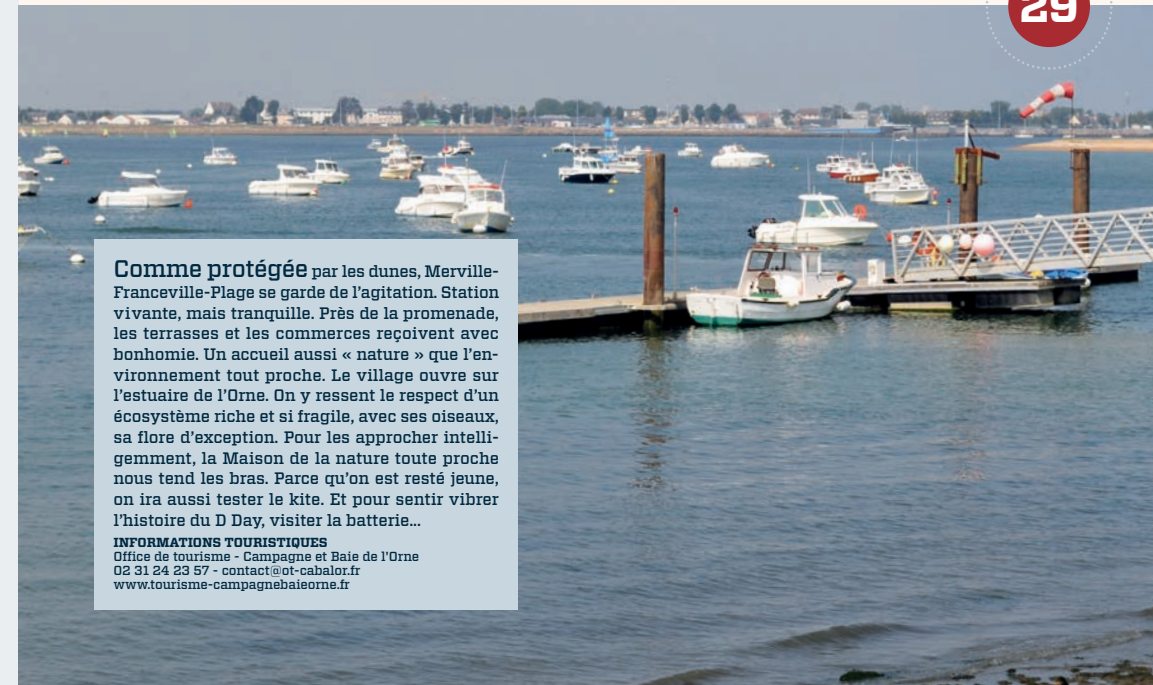 29
Comme protégée par les dunes, Merville-
Franceville-Plage se garde de l'agitation. Station
vivante, mais tranquille. Près de la promenade,
les terrasses et les commerces reçoivent avec
bonhomie. Un accueil aussi « nature » que l'en-
vironnement tout proche. Le village ouvre sur
l'estuaire de l'Orne. On y ressent le respect d'un
écosystème riche et si fragile, avec ses oiseaux,
sa flore d'exception. Pour les approcher intelli-
gemment, la Maison de la nature toute proche
nous tend les bras. Parce qu'on est resté jeune,
on ira aussi tester le kite. Et pour sentir vibrer
l'histoire du D Day, visiter la batterie...
INFORMATIONS TOURISTIQUES
Office de tourisme - Campagne et Baie de l'Orne
02 31 24 23 57 - contact@ot-cabalor.fr
www.tourisme-campagnebaieorne.fr